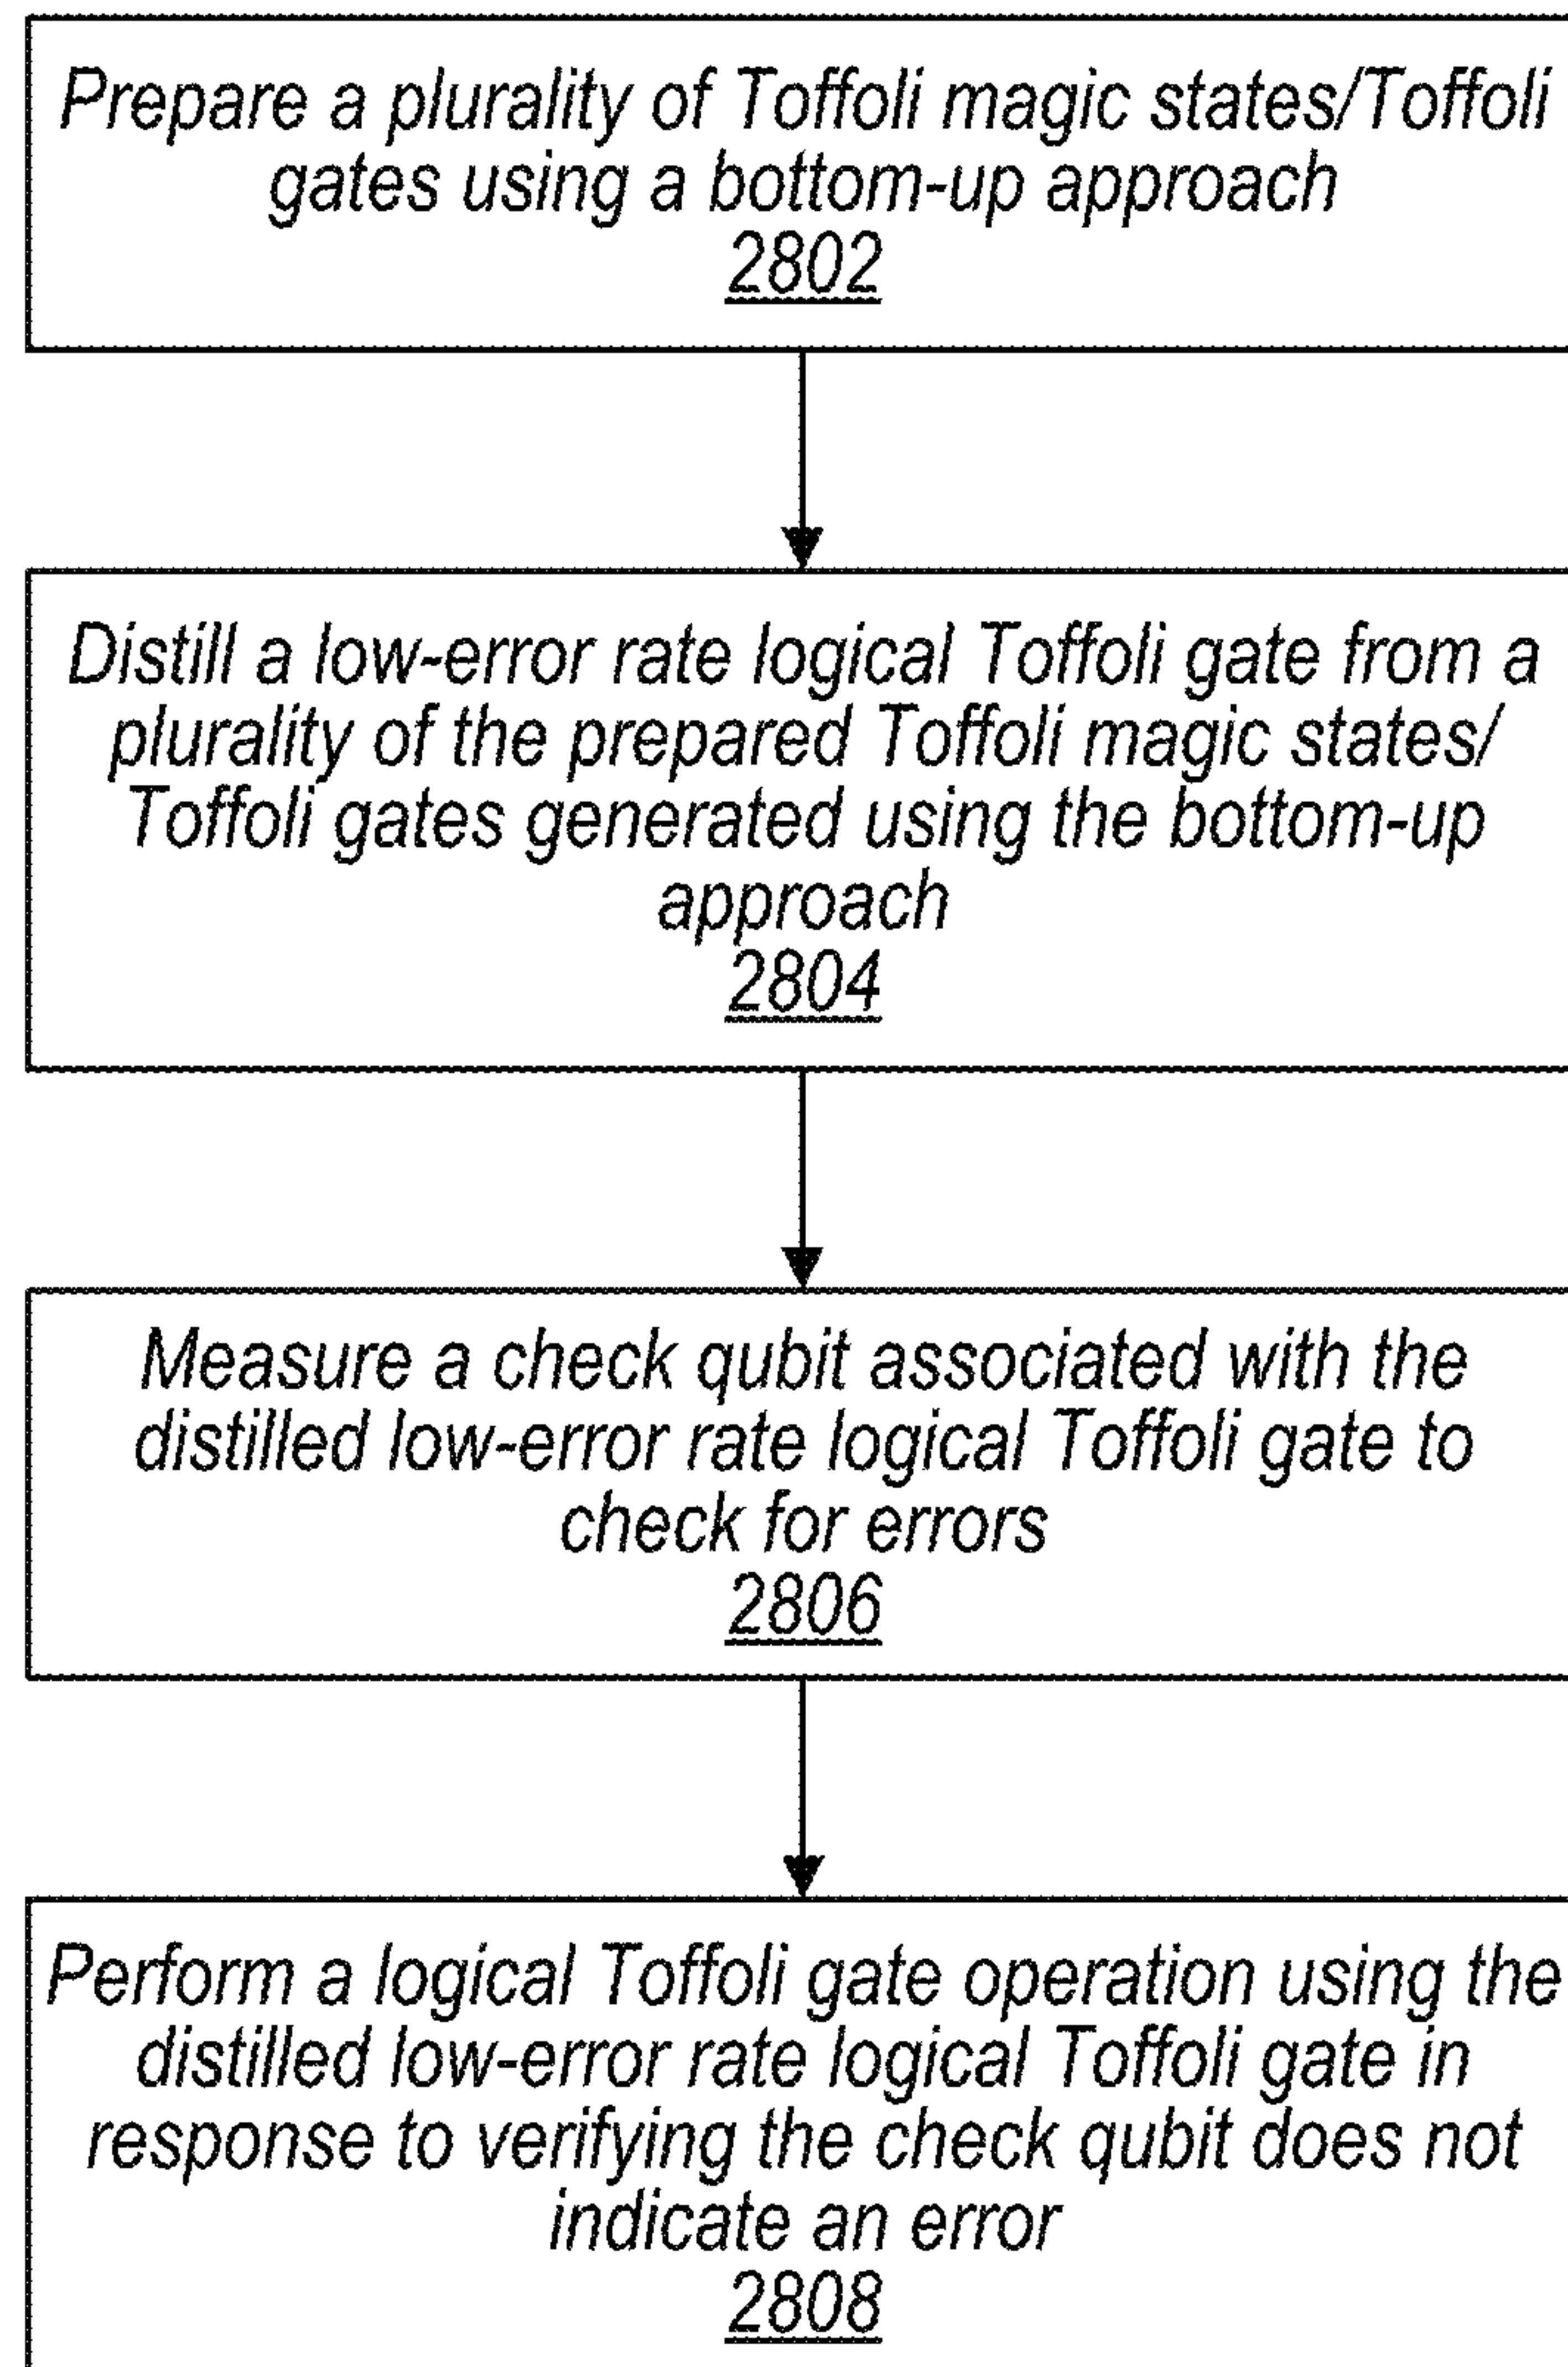 Prepare a plurality of Toffoli magic states/Toffoli
gates using a bottom-up approach
2802
Distill a low-error rate logical Toffoli gate from a
plurality of the prepared Toffoli magic states/
Toffoli gates generated using the bottom-up
approach
2804
Measure a check qubit associated with the
distilled low-error rate logical Toffoli gate to
check for errors
2806
Perform a logical Toffoli gate operation using the
distilled low-error rate logical Toffoli gate in
response to verifying the check qubit does not
indicate an error
2808